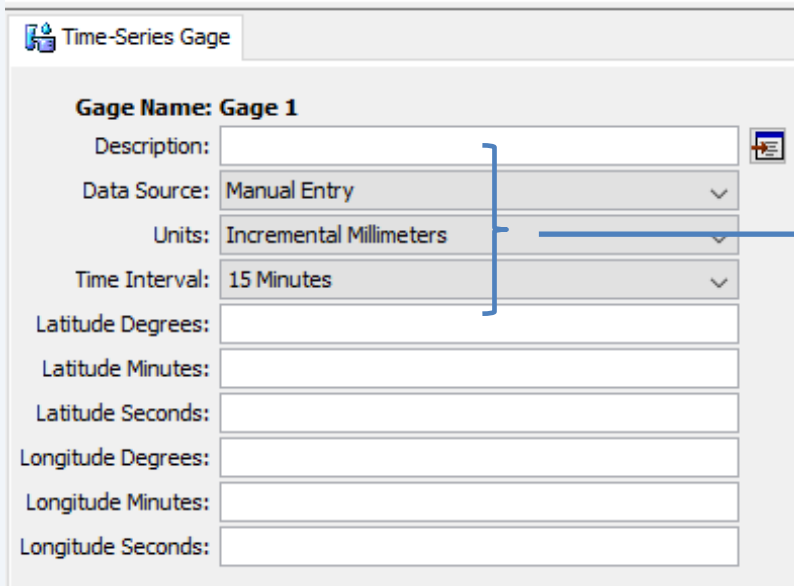 Time-Series Gage
Gage Name: Gage 1
Description:
Data Source: Manual Entry
Units: Incremental Millimeters
Time Interval: 15 Minutes
Latitude Degrees:
Latitude Minutes:
Latitude Seconds:
Longitude Degrees:
Longitude Minutes:
Longitude Seconds: